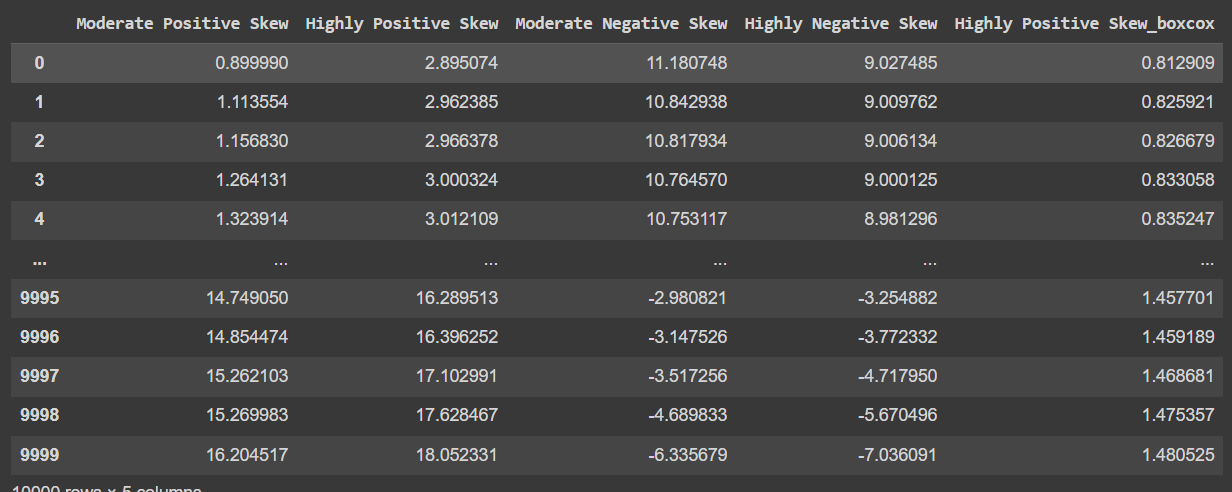 Moderate Positive Skew Highly Positive Skew Moderate Negative Skew Highly Negative Skew Highly Positive Skew_boxcox
0 0.899990 2.895074 11.180748 9.027485 0.812909
1 1.113554 2.962385 10.842938 9.009762 0.825921
2 1.156830 2.966378 10.817934 9.006134 0.826679
3 1.264131 3.000324 10.764570 9.000125 0.833058
4 1.323914 3.012109 10.753117 8.981296 0.835247
... ... ... ... ... ...
9995 14.749050 16.289513 -2.980821 -3.254882 1.457701
9996 14.854474 16.396252 -3.147526 -3.772332 1.459189
9997 15.262103 17.102991 -3.517256 -4.717950 1.468681
9998 15.269983 17.628467 -4.689833 -5.670496 1.475357
9999 16.204517 18.052331 -6.335679 -7.036091 1.480525
10000 rows × 5 columns